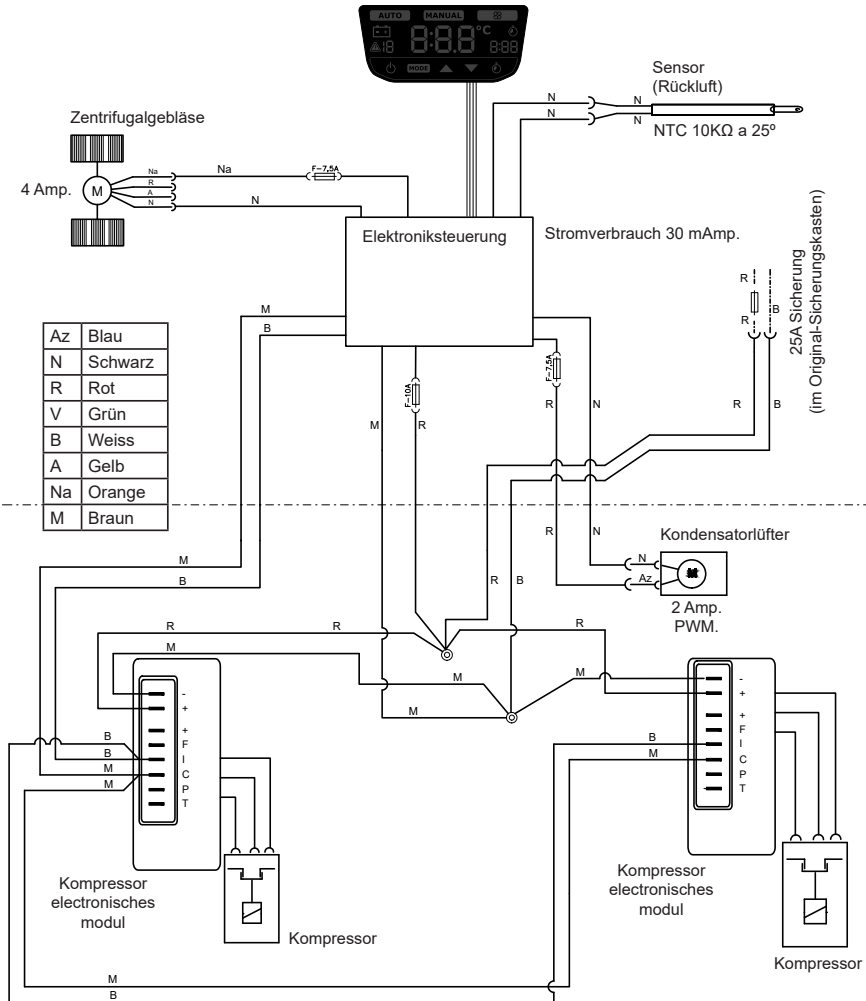 AUTO
MANUAL
8:8.8°C
18
8:88
MODE
Sensor
(Rückluft)
N
N
N
N
NTC 10KΩ a 25º
Zentrifugalgebläse
4 Amp.
M
Na
R
A
N
Na
F-7,5A
N
Elektroniksteuerung
Stromverbrauch 30 mAmp.
25A Sicherung
(im Original-Sicherungskasten)
R
R
B
R
B
M
B
Az Blau
N Schwarz
R Rot
V Grün
B Weiss
A Gelb
Na Orange
M Braun
F-10A
F-7,5A
M
R
R
N
R
N
Kondensatorlüfter
N
Az
M
2 Amp.
PWM.
M
B
R
B
R
R
R
M
M
M
M
-
+
+
F
I
C
P
T
B
B
M
M
-
+
+
F
I
C
P
T
B
M
Kompressor
electronisches
modul
Kompressor
Kompressor
electronisches
modul
Kompressor
M
B